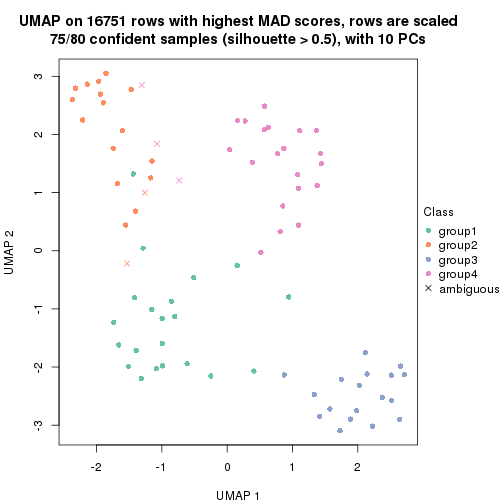 UMAP on 16751 rows with highest MAD scores, rows are scaled
75/80 confident samples (silhouette > 0.5), with 10 PCs
3
2
1
0
-1
-2
-3
UMAP 2
-2
-1
0
1
2
UMAP 1
Class
group1
group2
group3
group4
ambiguous